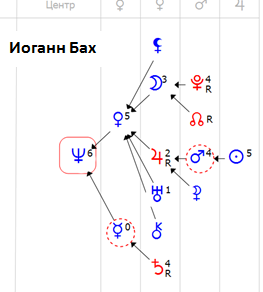 Центр ♀ ☿ ♂ ♃
Иоганн Бах
⚸
☽3 ♇4 R
♀5 ☊ R
♆6 ♃2 R ♂4 ☉5
♅1 ⚴
☿0 ⚷
♄4 R